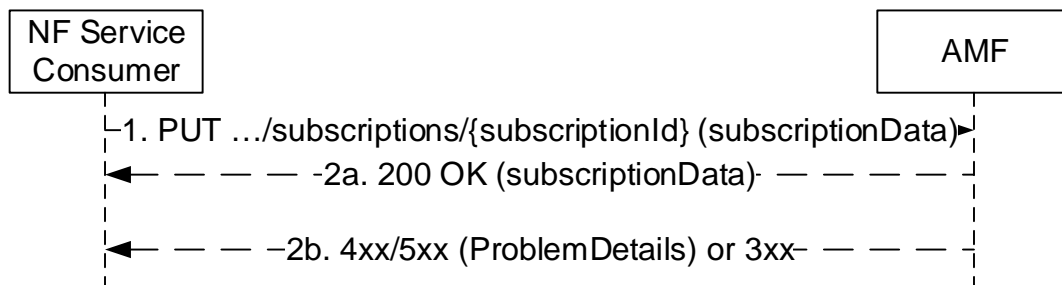 NF Service
Consumer
AMF
1. PUT …/subscriptions/{subscriptionId} (subscriptionData)
2a. 200 OK (subscriptionData)
2b. 4xx/5xx (ProblemDetails) or 3xx